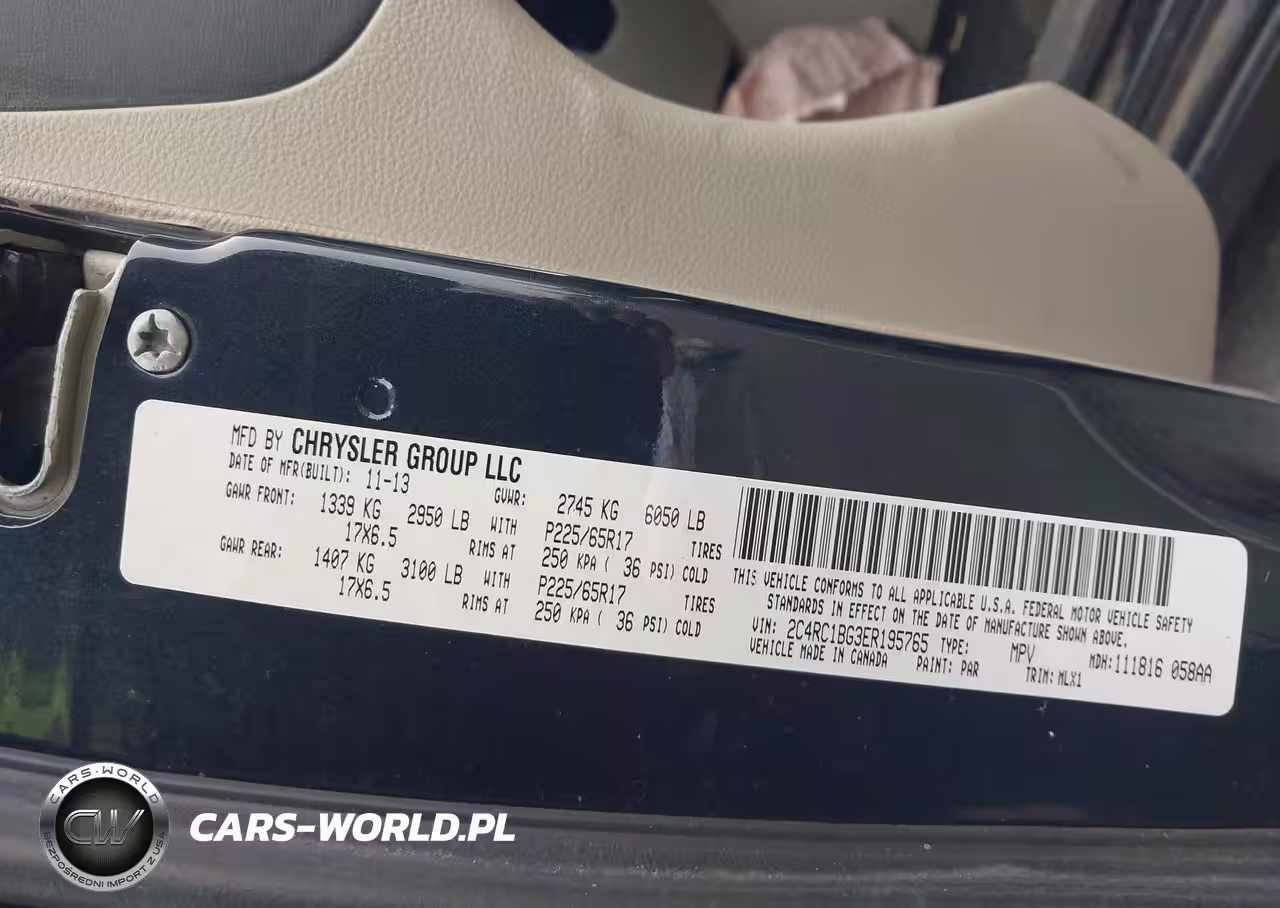 MFD BY CHRYSLER GROUP LLC
DATE OF MFR(BUILT): 11-13 GVWR: 2745 KG 6050 LB
GAWR FRONT: 1339 KG 2950 LB WITH P225/65R17 TIRES
17X6.5 RIMS AT 250 KPA ( 36 PSI) COLD
GAWR REAR: 1407 KG 3100 LB WITH P225/65R17 TIRES
17X6.5 RIMS AT 250 KPA ( 36 PSI) COLD
THIS VEHICLE CONFORMS TO ALL APPLICABLE U.S.A. FEDERAL MOTOR VEHICLE SAFETY
STANDARDS IN EFFECT ON THE DATE OF MANUFACTURE SHOWN ABOVE.
VIN: 2C4RC1BG3ER195765 TYPE: MPV MDH:111816 058AA
VEHICLE MADE IN CANADA PAINT: PAR TRIM: MLX1
CARS-WORLD
CW
BEZPOŚREDNI IMPORT Z USA
CARS-WORLD.PL